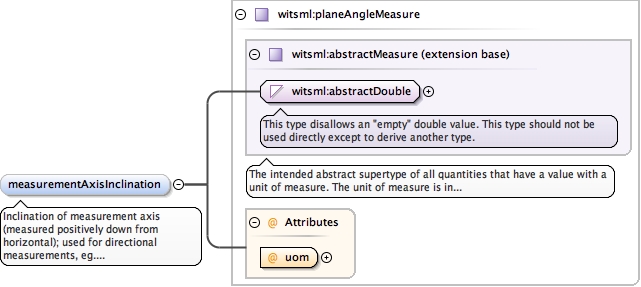 witsml:planeAngleMeasure
witsml:abstractMeasure (extension base)
witsml:abstractDouble
This type disallows an "empty" double value. This type should not be
used directly except to derive another type.
The intended abstract supertype of all quantities that have a value with a
unit of measure. The unit of measure is in...
measurementAxisInclination
Inclination of measurement axis
(measured positively down from
horizontal); used for directional
measurements, eg....
@ Attributes
@ uom